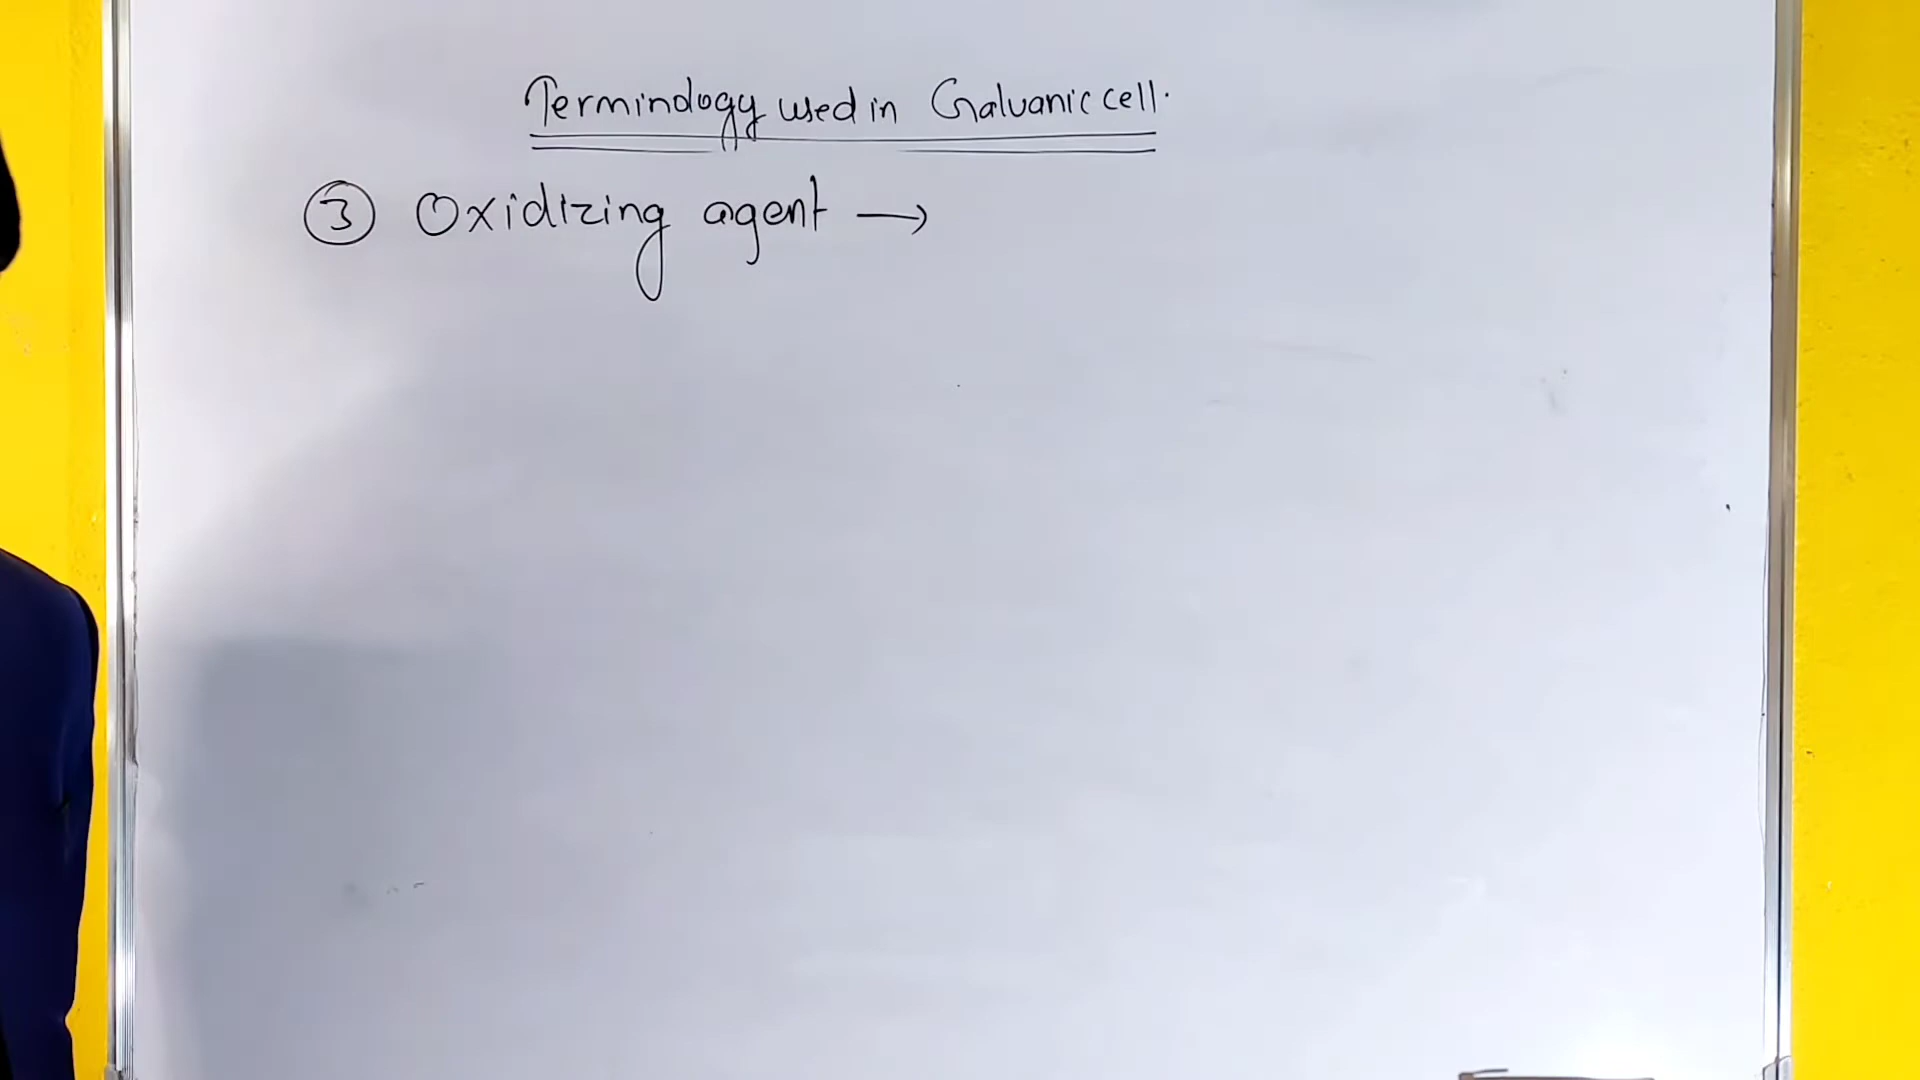 Terminology used in Galvanic cell.
③ Oxidizing agent →